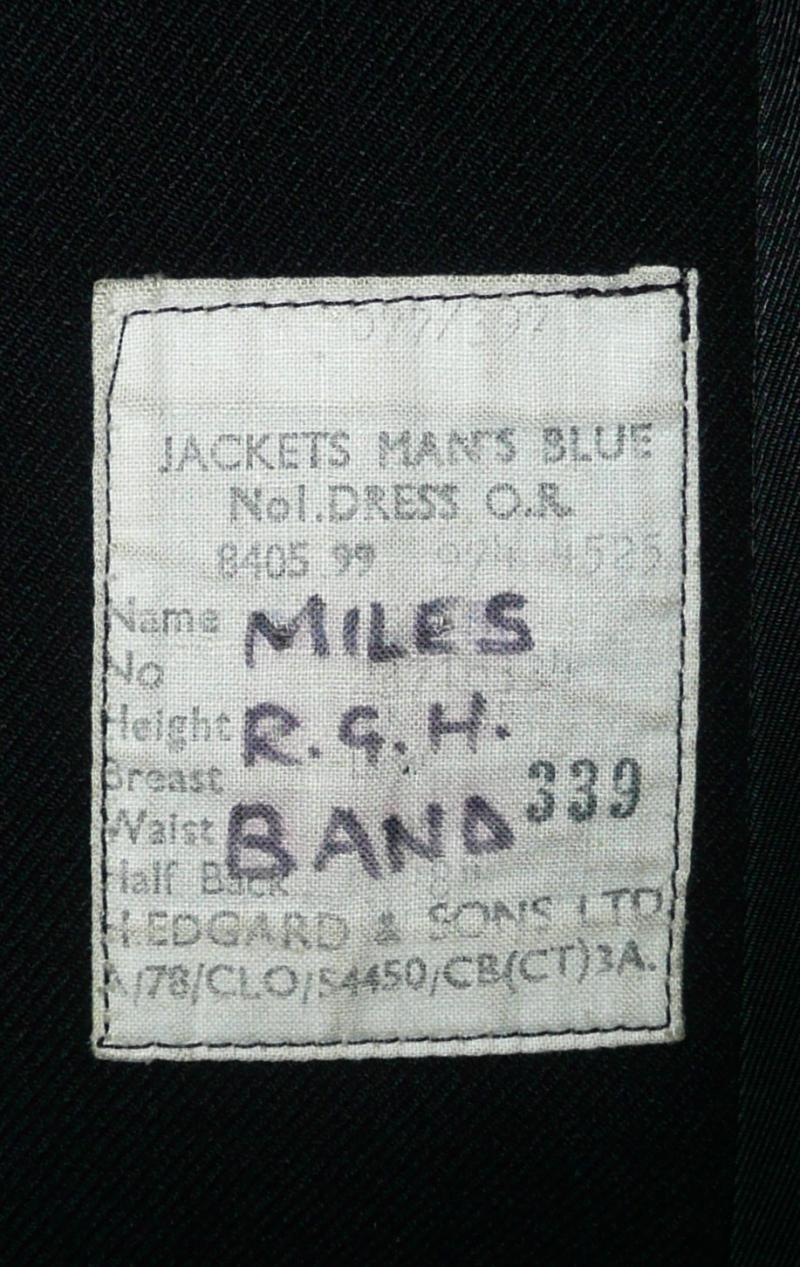 JACKETS MAN'S BLUE
No1.DRESS O.R.
8405 99
Name MILES
No
Height R.G.H.
Breast 339
Waist BAND
Half Back
H.EDGARD & SONS LTD
A/78/CLO/54450/CB(CT)3A.